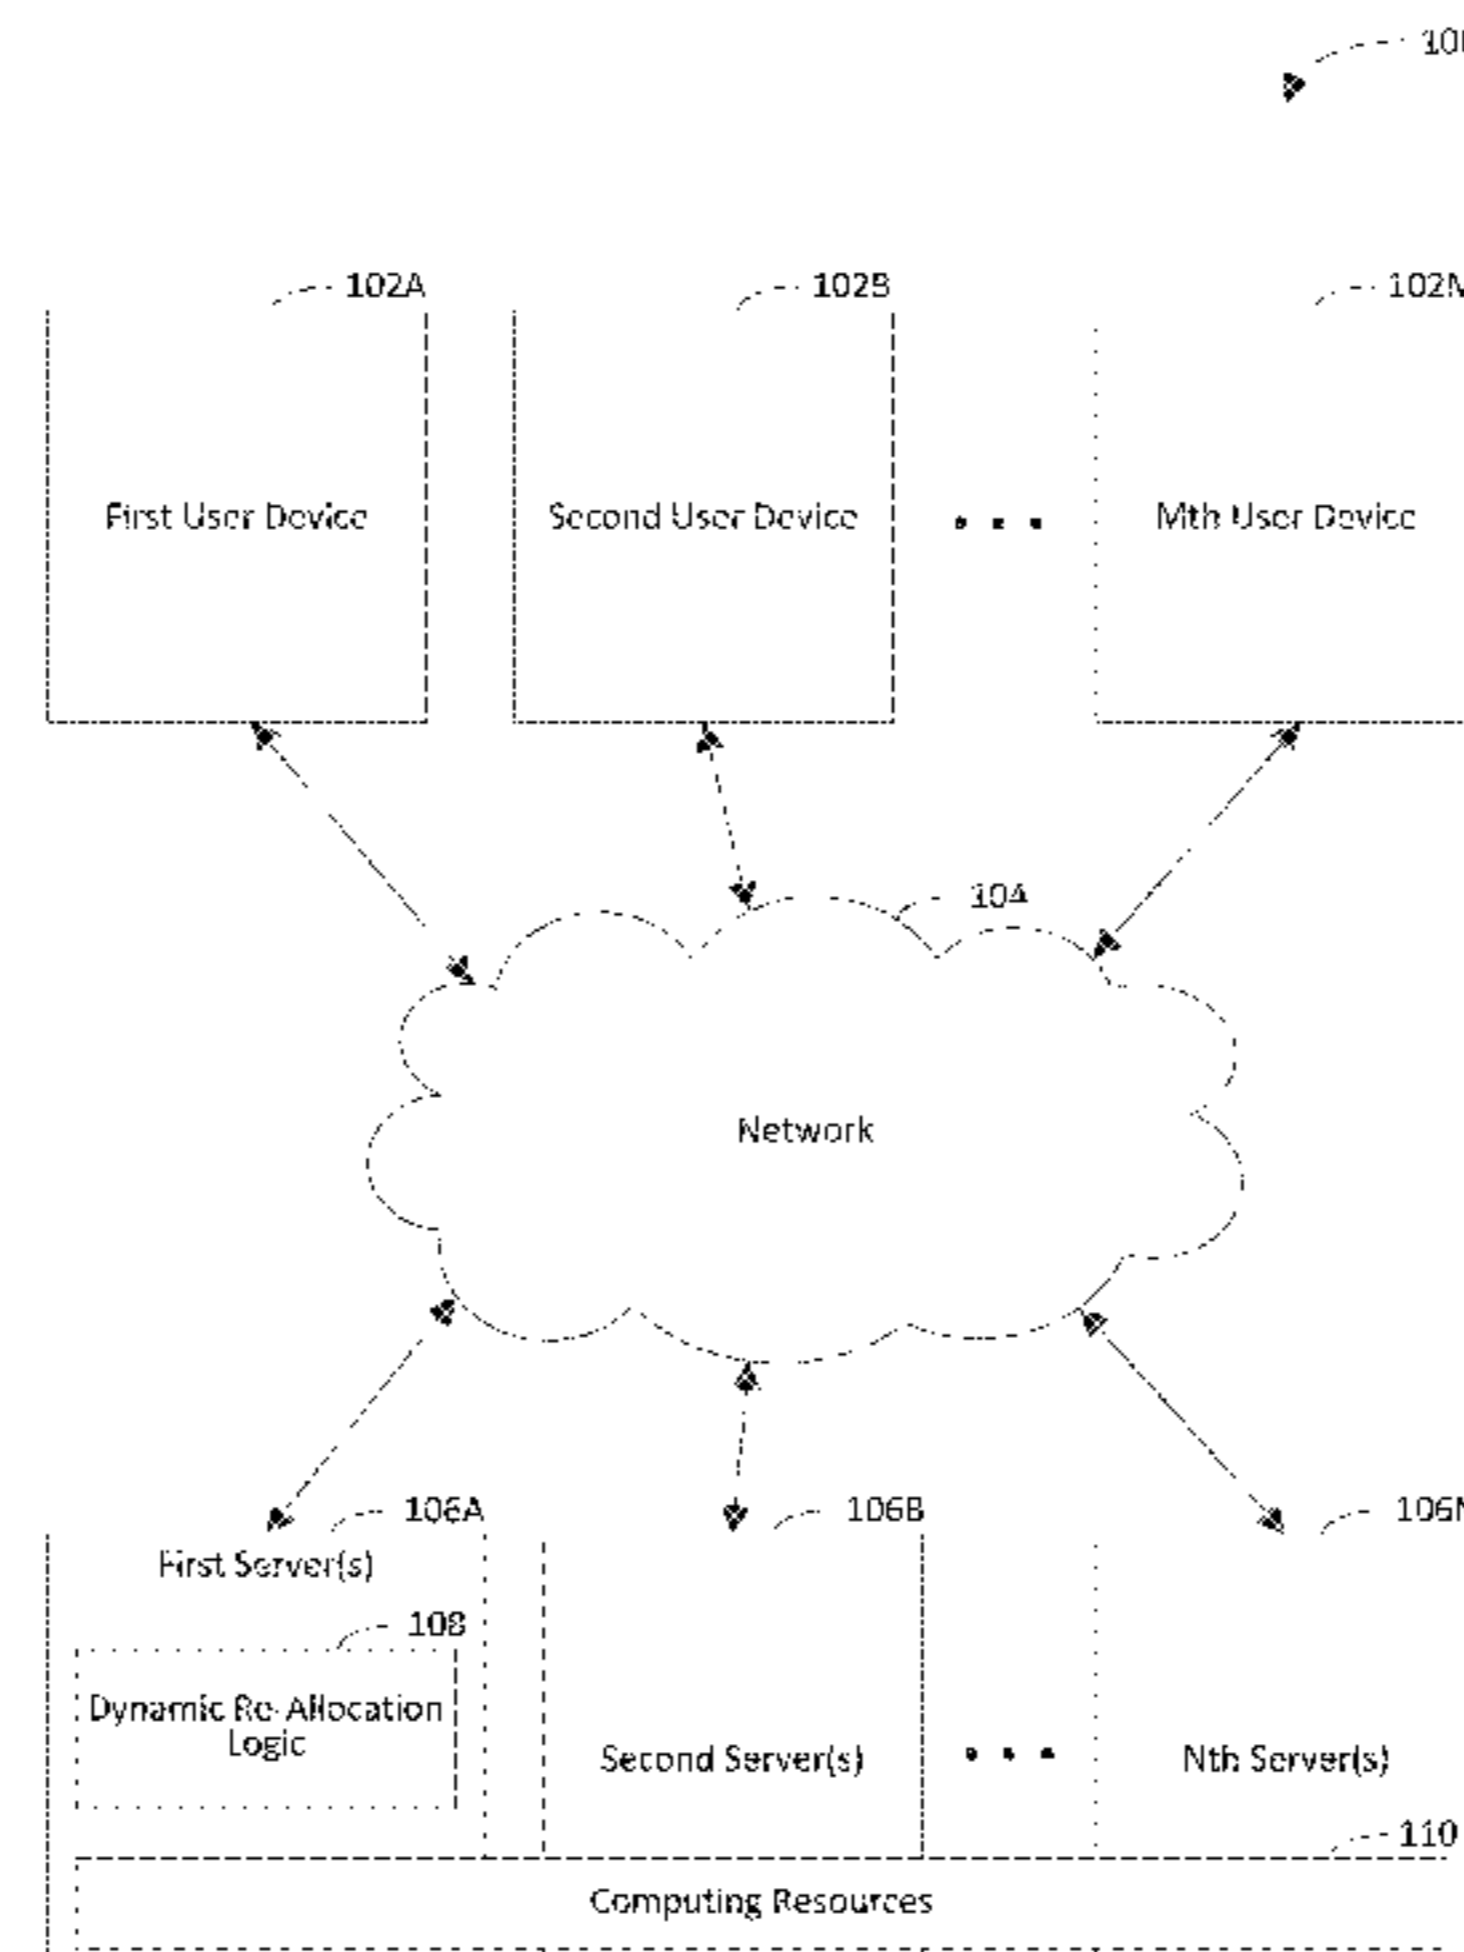 102A
102B
First User Device
Second User Device
Mth User Device
104
Network
106A
106B
First Server(s)
108
Dynamic Re-Allocation
Logic
Second Server(s)
Nth Server(s)
110
Computing Resources